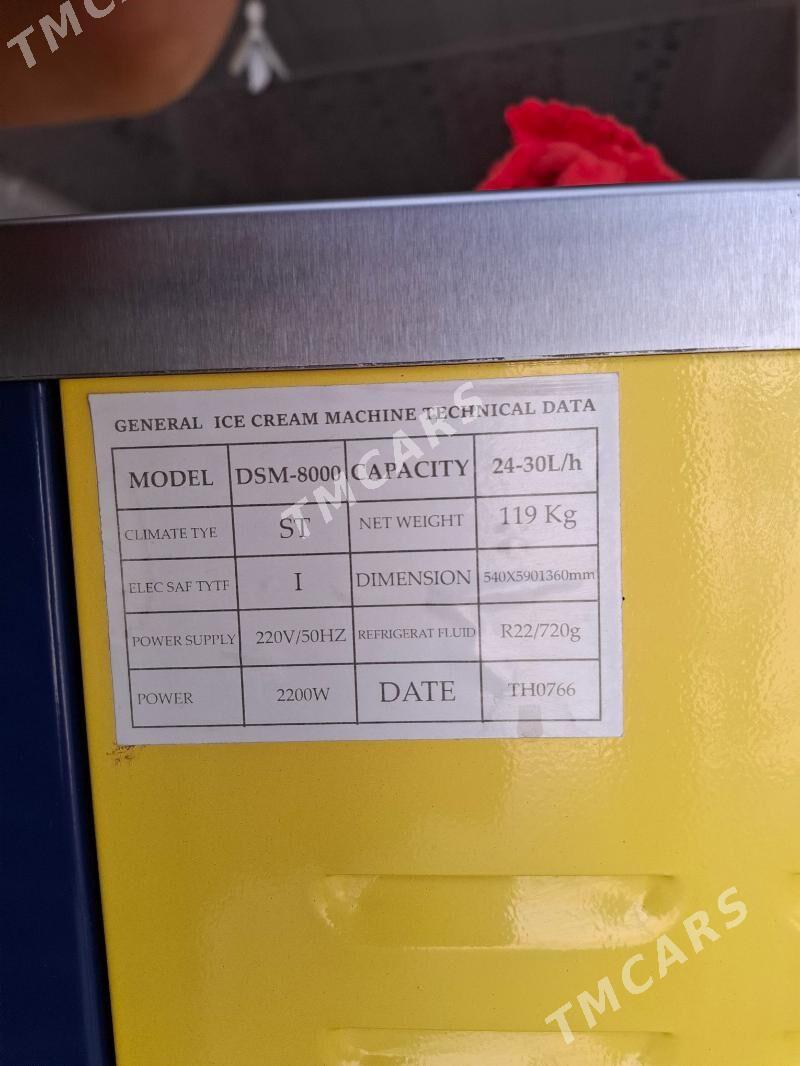 TMCARS
GENERAL ICE CREAM MACHINE TECHNICAL DATA
MODEL DSM-8000 CAPACITY 24-30L/h
CLIMATE TYE ST NET WEIGHT 119 Kg
ELEC SAF TYTF I DIMENSION 540X5901360mm
POWER SUPPLY 220V/50HZ REFRIGERAT FLUID R22/720g
POWER 2200W DATE TH0766
TMCARS
TMCARS